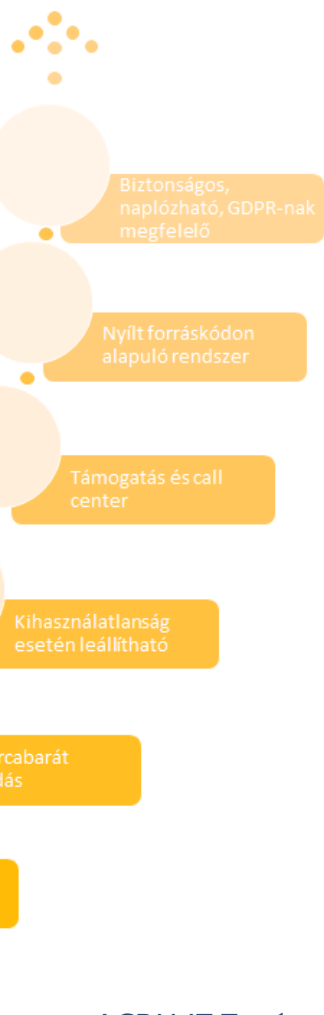 Biztonságos,
naplózható, GDPR-nak
megfelelő
Nyílt forráskódon
alapuló rendszer
Támogatás és call
center
Kihasználatlanság
esetén leállítható